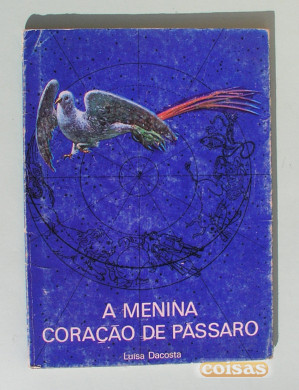 A MENINA
CORAÇÃO DE PÁSSARO
Luísa Dacosta
coisas